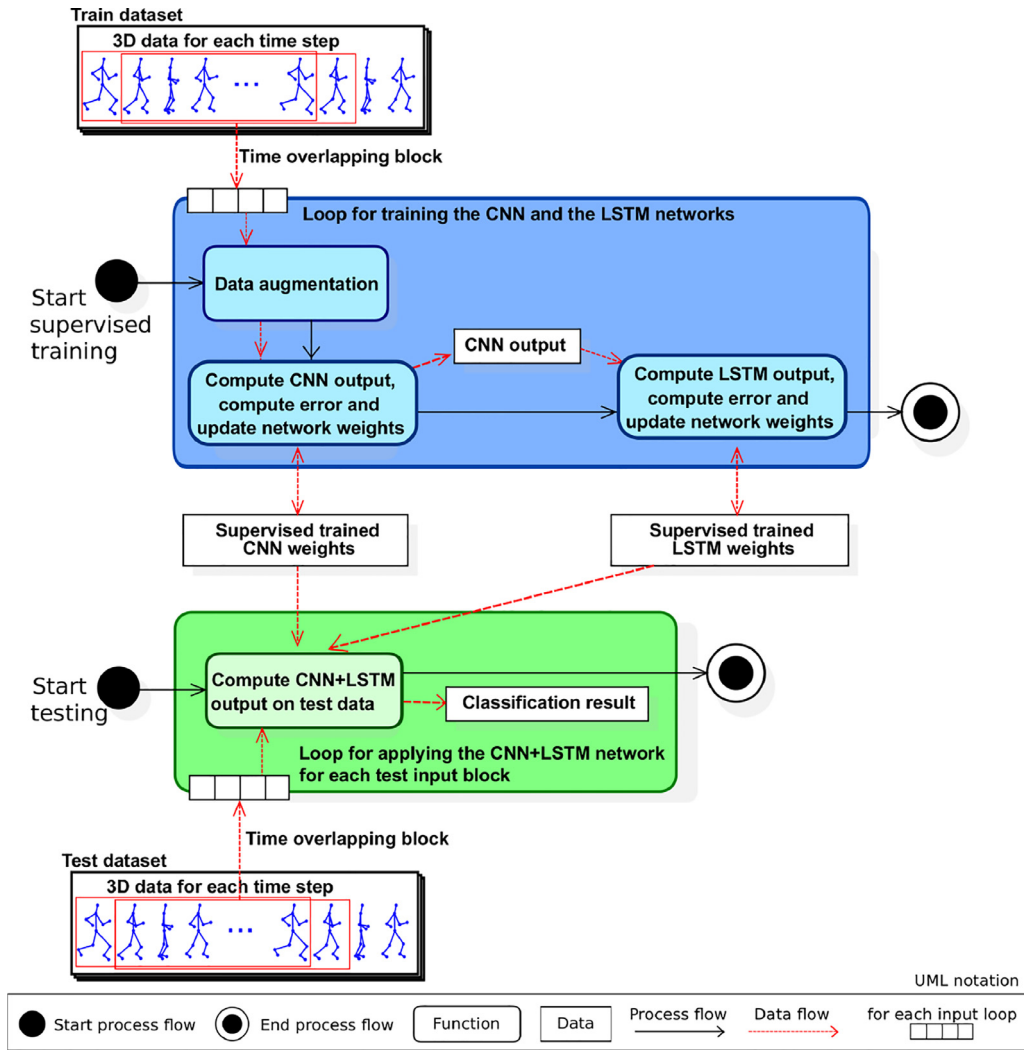 Train dataset
3D data for each time step
...
Time overlapping block
Loop for training the CNN and the LSTM networks
Data augmentation
Start
supervised
training
CNN output
Compute CNN output,
compute error and
update network weights
Compute LSTM output,
compute error and
update network weights
Supervised trained
CNN weights
Supervised trained
LSTM weights
Start
testing
Compute CNN+LSTM
output on test data
Classification result
Loop for applying the CNN+LSTM network
for each test input block
Time overlapping block
Test dataset
3D data for each time step
...
UML notation
Start process flow
End process flow
Function
Data
Process flow
Data flow
for each input loop